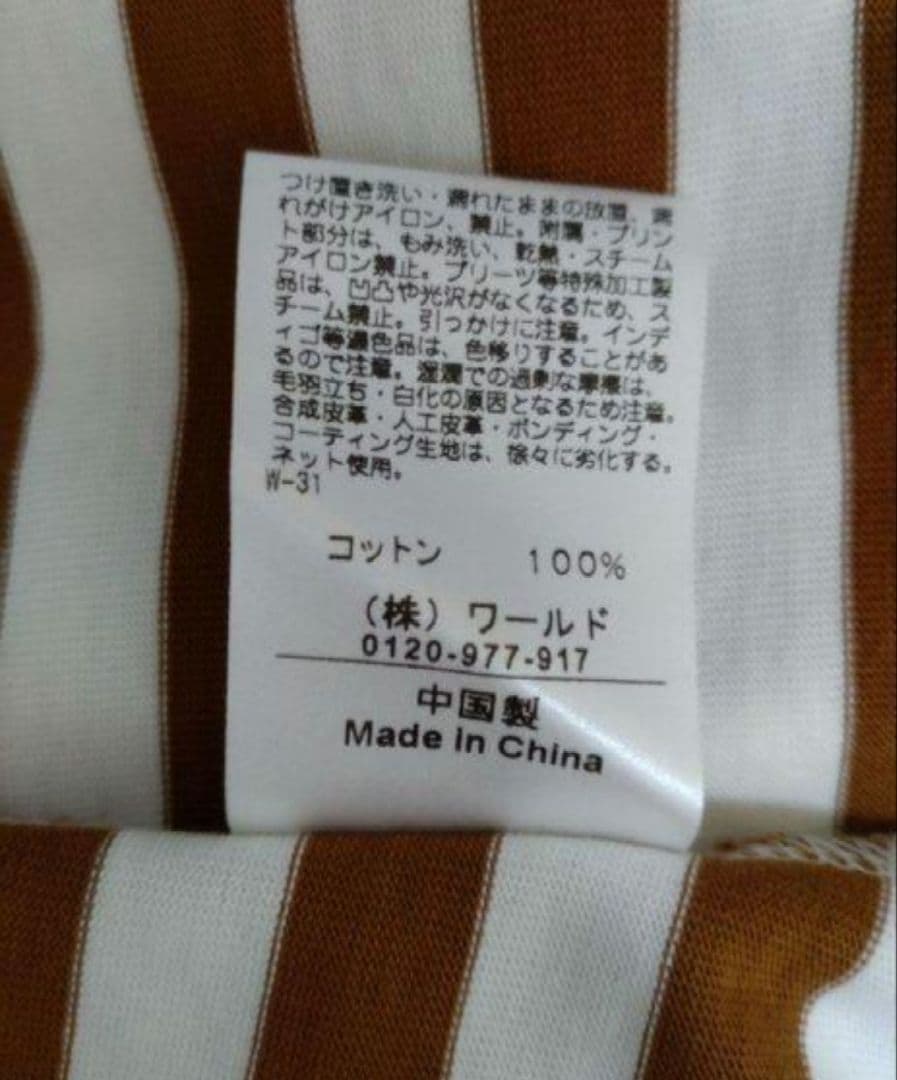 つけ置き洗い・濡れたままの放置、濡
れがけアイロン、禁止。附属・プリン
ト部分は、もみ洗い、乾熱・スチーム
アイロン禁止。プリーツ等特殊加工製
品は、凹凸や光沢がなくなるため、ス
チーム禁止。引っかけに注意。インデ
ィゴ等濃色品は、色移りすることがあ
るので注意。湿潤での過剰な摩擦は、
毛羽立ち・白化の原因となるため注意。
合成皮革・人工皮革・ボンディング・
コーティング生地は、徐々に劣化する。
ネット使用。
W-31
コットン 100%
(株) ワールド
0120-977-917
中国製
Made in China